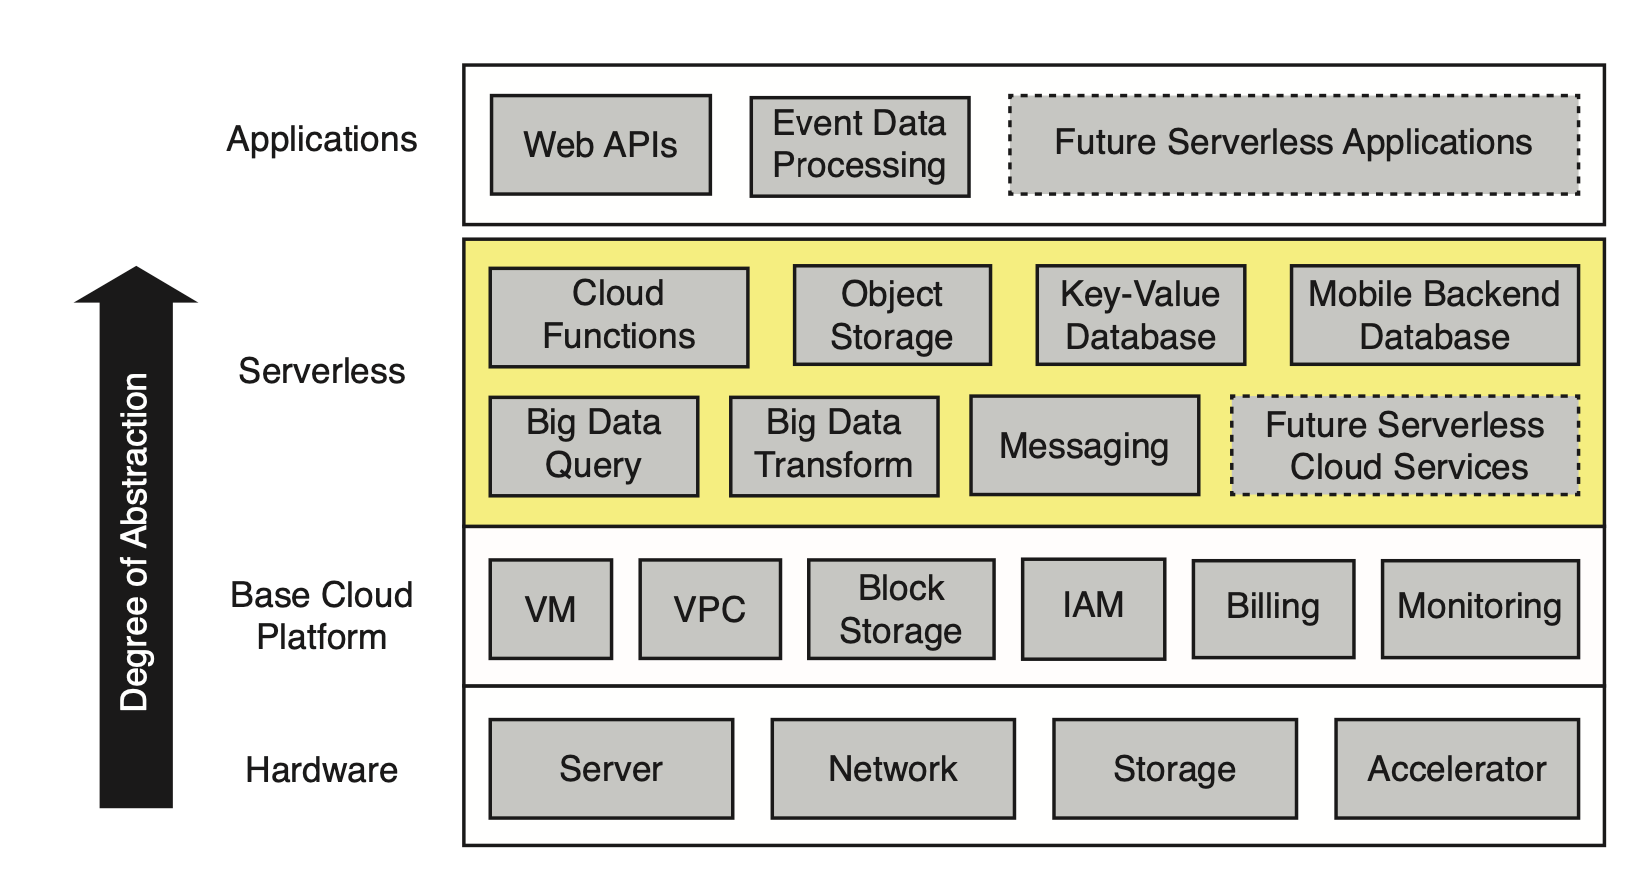 Applications
Web APIs
Event Data
Processing
Future Serverless Applications
Degree of Abstraction
Serverless
Cloud
Functions
Object
Storage
Key-Value
Database
Mobile Backend
Database
Big Data
Query
Big Data
Transform
Messaging
Future Serverless
Cloud Services
Base Cloud
Platform
VM
VPC
Block
Storage
IAM
Billing
Monitoring
Hardware
Server
Network
Storage
Accelerator